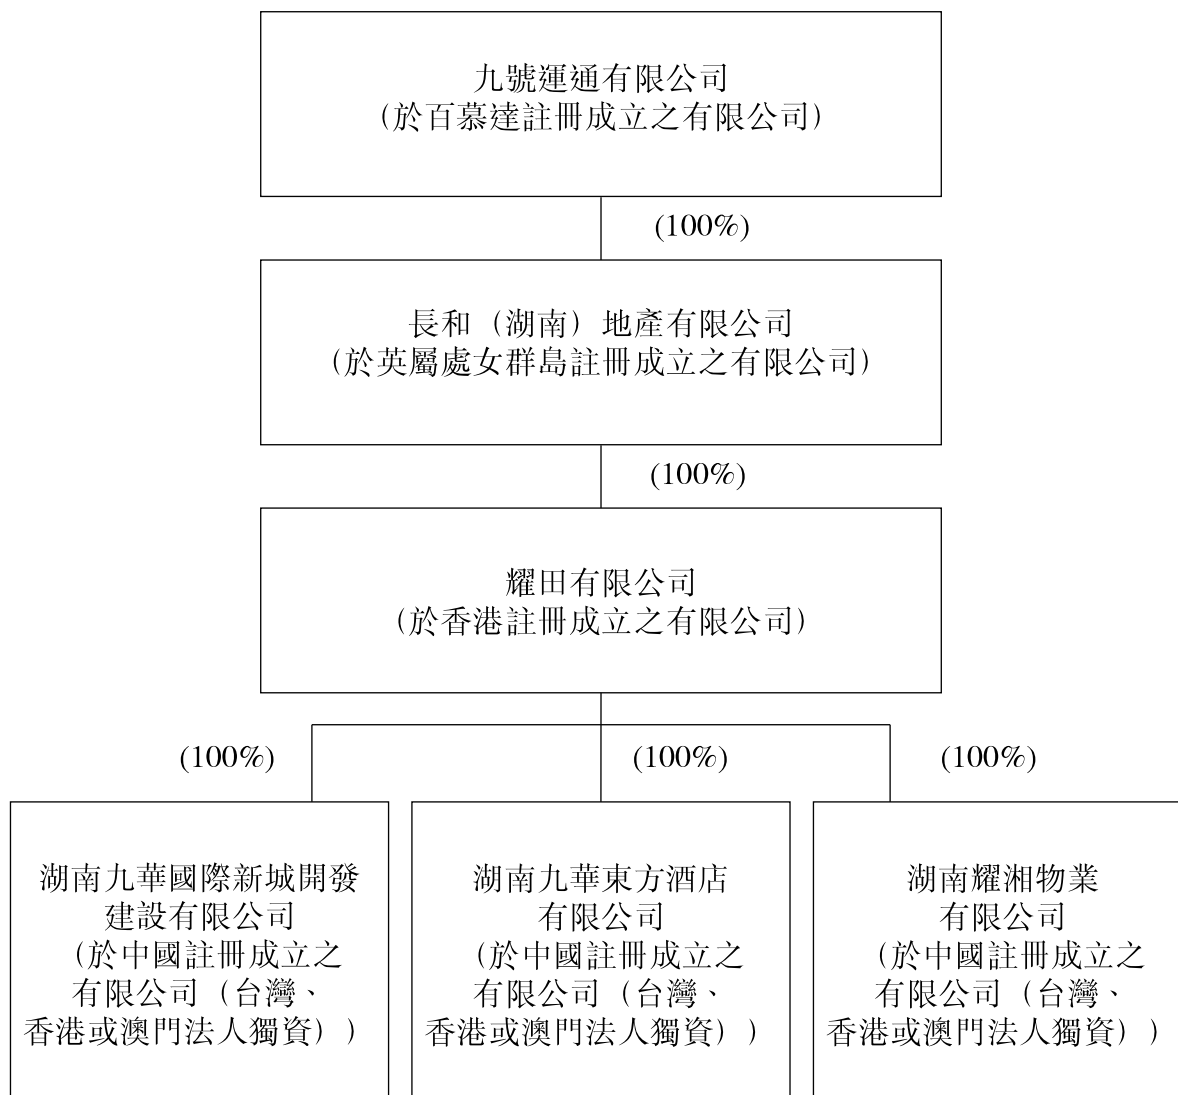 九號運通有限公司
(於百慕達註冊成立之有限公司)
(100%)
長和（湖南）地產有限公司
(於英屬處女群島註冊成立之有限公司)
(100%)
耀田有限公司
(於香港註冊成立之有限公司)
(100%)
(100%)
(100%)
湖南九華國際新城開發
建設有限公司
(於中國註冊成立之
有限公司（台灣、
香港或澳門法人獨資）)
湖南九華東方酒店
有限公司
(於中國註冊成立之
有限公司（台灣、
香港或澳門法人獨資）)
湖南耀湘物業
有限公司
(於中國註冊成立之
有限公司（台灣、
香港或澳門法人獨資）)